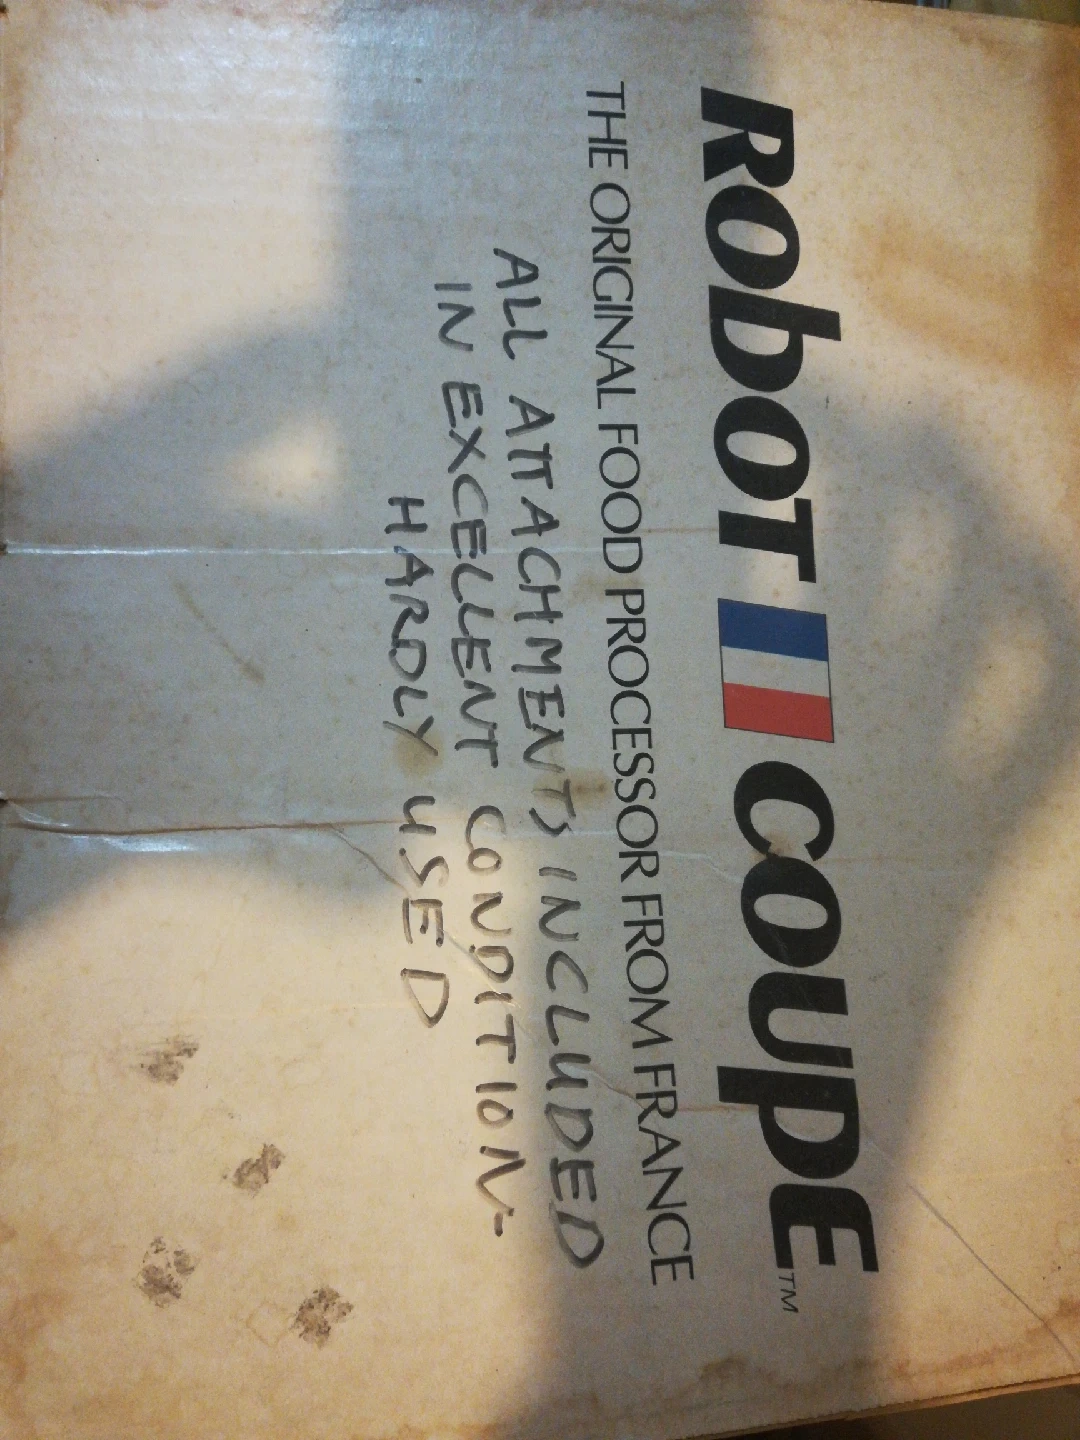 Robot COUPE™
THE ORIGINAL FOOD PROCESSOR FROM FRANCE
ALL ATTACHMENTS INCLUDED
IN EXCELLENT CONDITION-
HARDLY USED